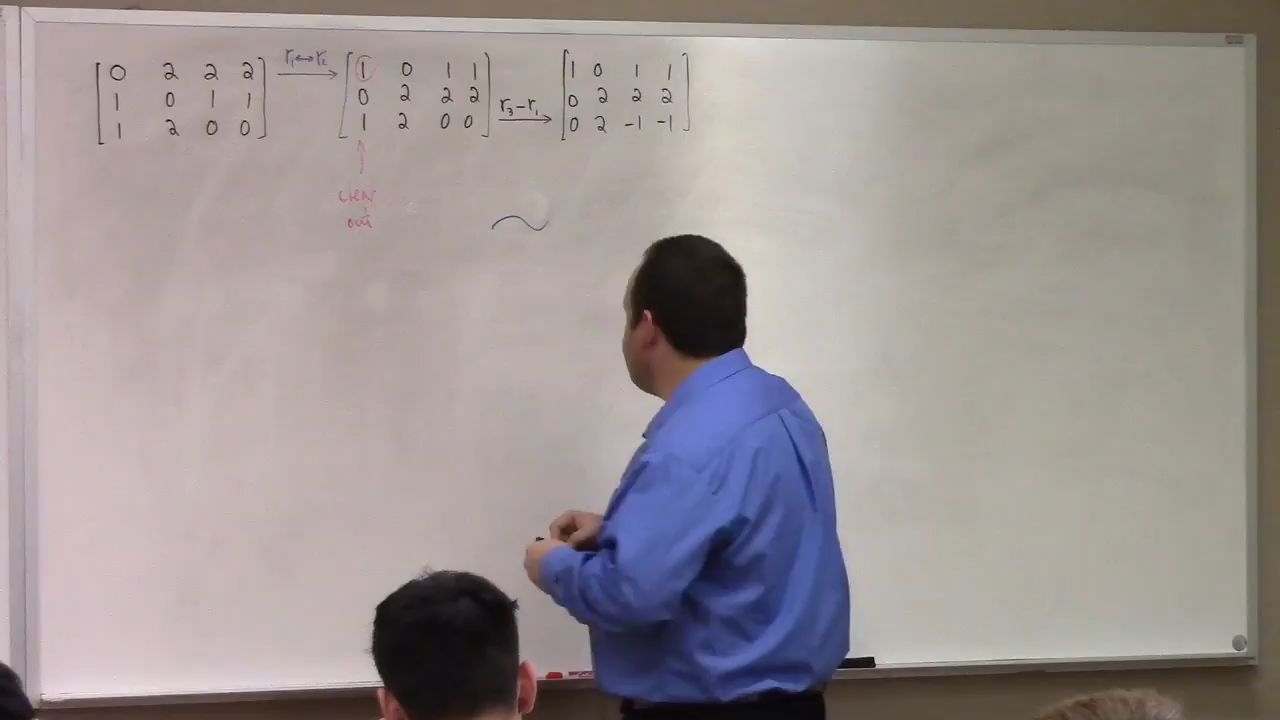 0 2 2 2 r₁↔r₂ 1 0 1 1 1 0 1 1
1 0 1 1 0 2 2 2 r₃-r₁ 0 2 2 2
1 2 0 0 1 2 0 0 0 2 -1 -1
clear
out
~